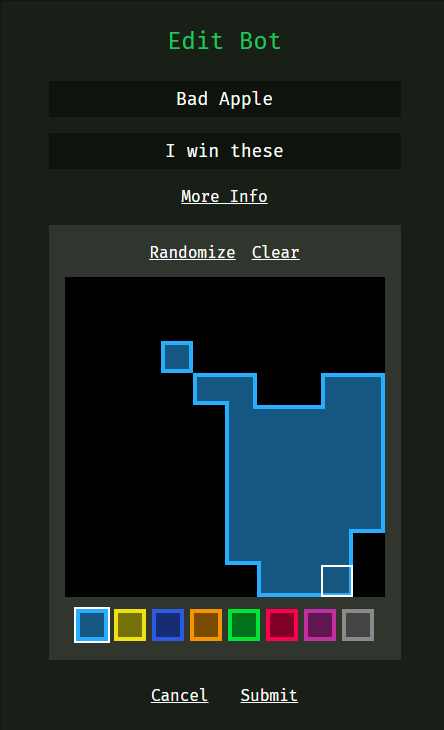 Edit Bot
Bad Apple
I win these
More Info
Randomize Clear
Cancel Submit